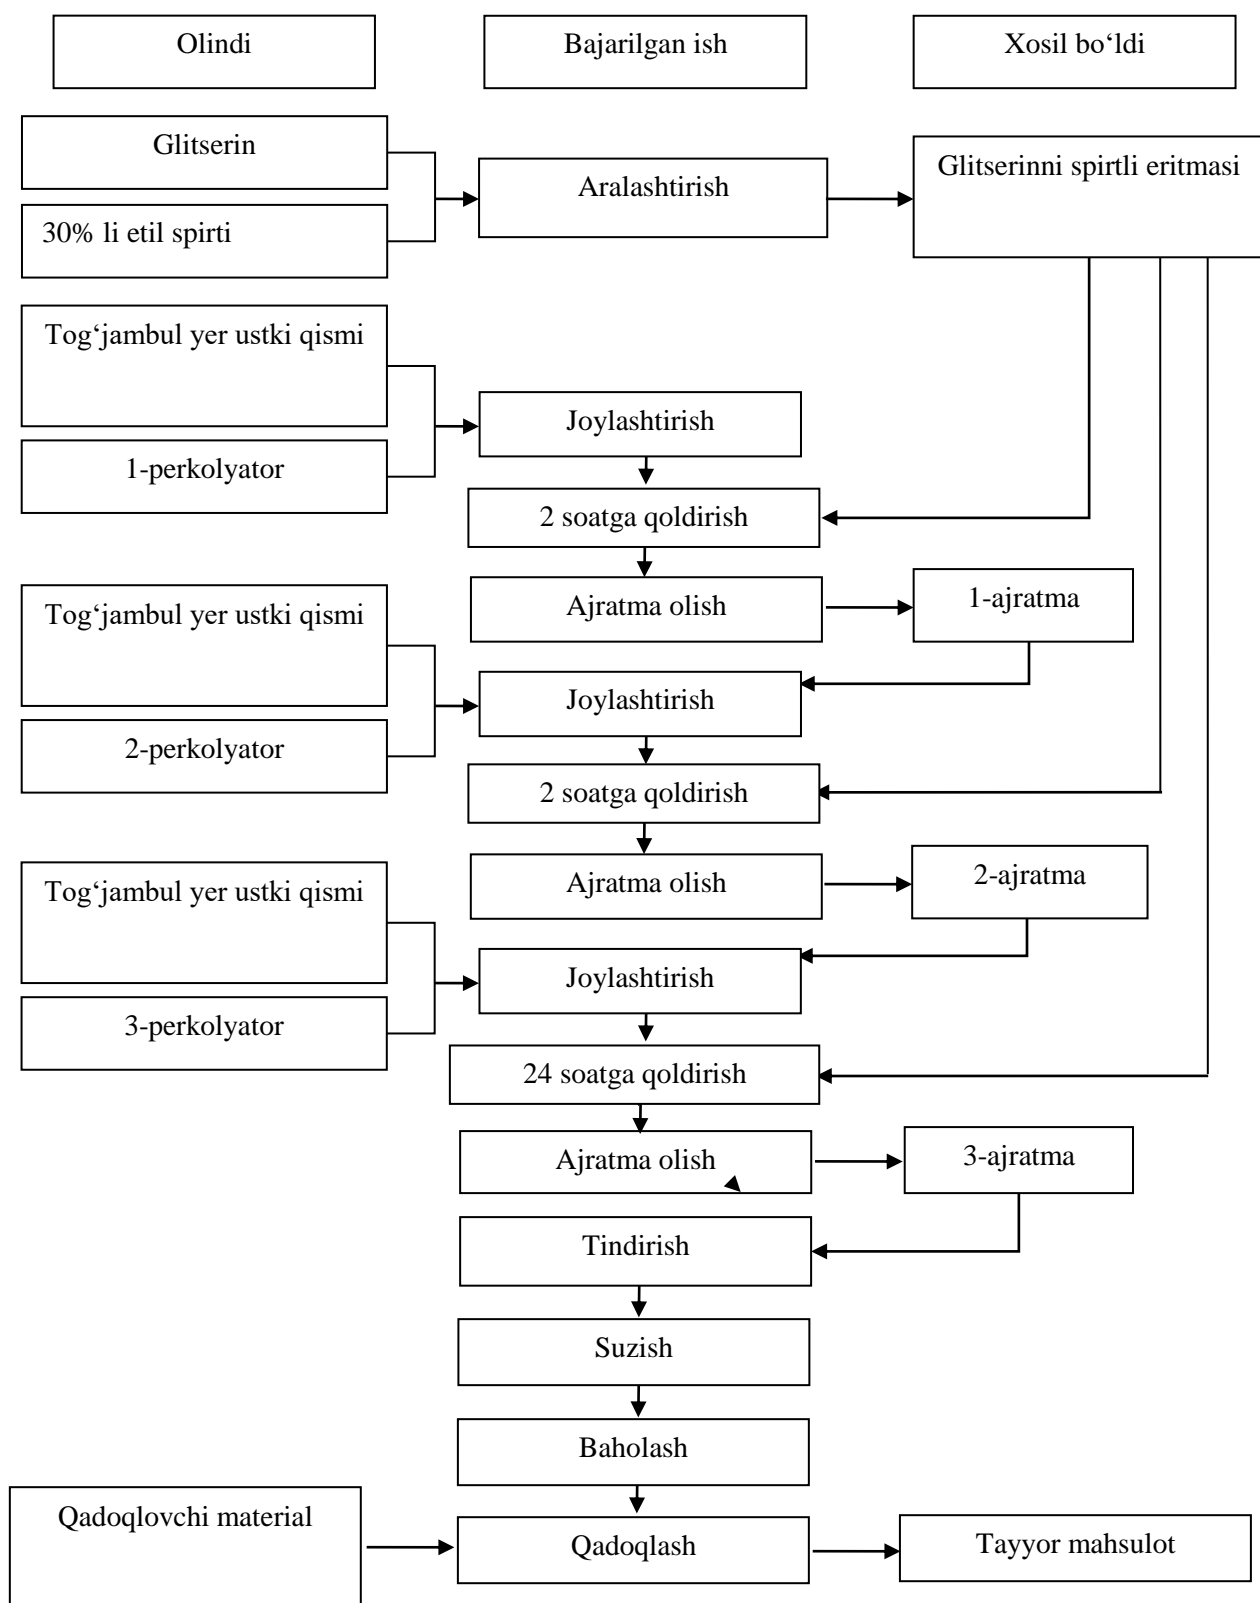 Olindi
Bajarilgan ish
Xosil bo‘ldi
Glitserin
Aralashtirish
Glitserinni spirtli eritmasi
30% li etil spirti
Tog‘jambul yer ustki qismi
Joylashtirish
1-perkolyator
2 soatga qoldirish
Ajratma olish
1-ajratma
Tog‘jambul yer ustki qismi
Joylashtirish
2-perkolyator
2 soatga qoldirish
Ajratma olish
2-ajratma
Tog‘jambul yer ustki qismi
Joylashtirish
3-perkolyator
24 soatga qoldirish
Ajratma olish
3-ajratma
Tindirish
Suzish
Baholash
Qadoqlovchi material
Qadoqlash
Tayyor mahsulot